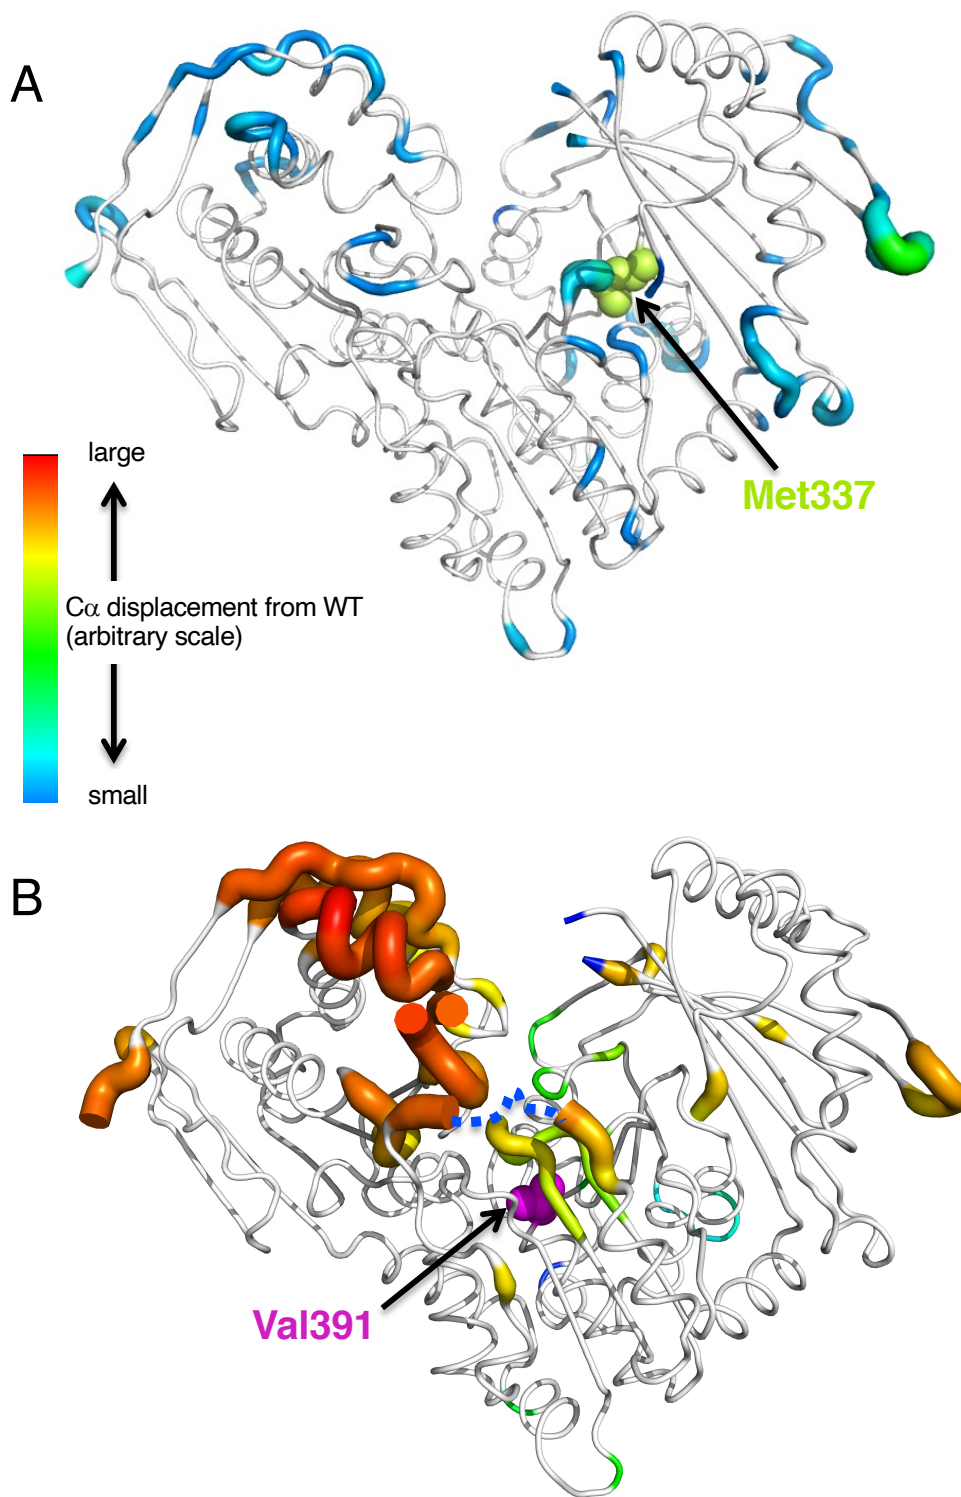 A
Met337
large
Cα displacement from WT
(arbitrary scale)
small
B
Val391